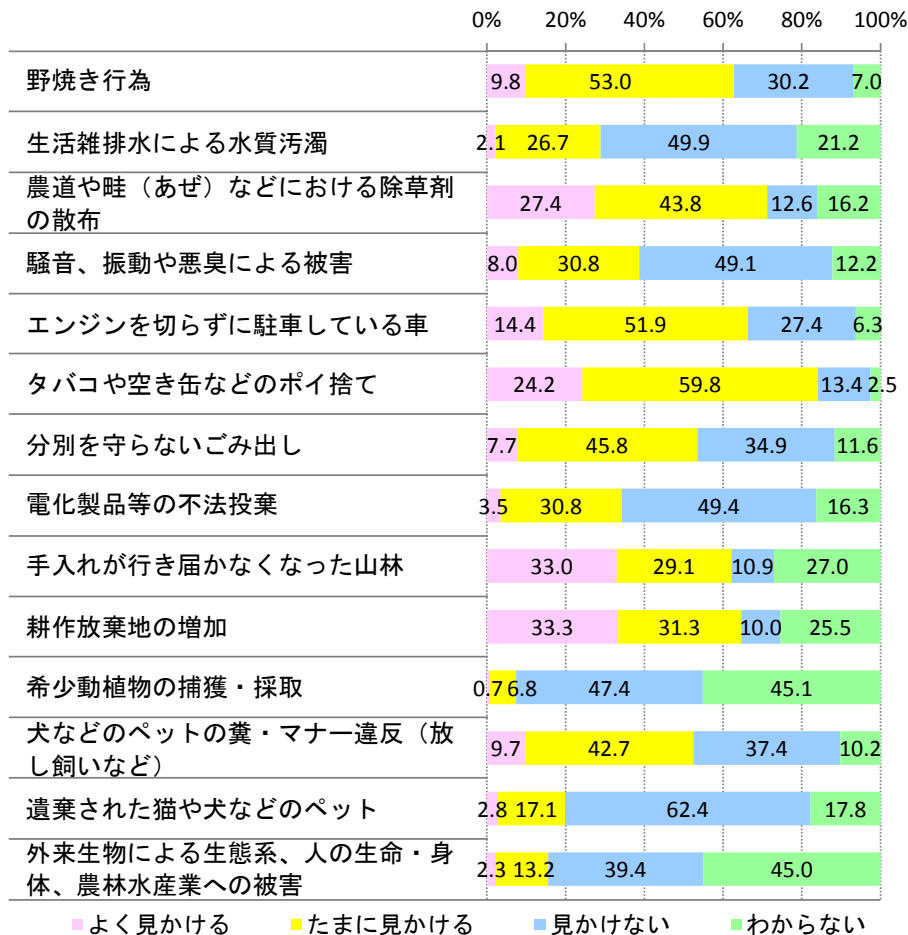 0% 20% 40% 60% 80% 100%
野焼き行為 9.8 53.0 30.2 7.0
生活雑排水による水質汚濁 2.1 26.7 49.9 21.2
農道や畦（あぜ）などにおける除草剤
の散布 27.4 43.8 12.6 16.2
騒音、振動や悪臭による被害 8.0 30.8 49.1 12.2
エンジンを切らずに駐車している車 14.4 51.9 27.4 6.3
タバコや空き缶などのポイ捨て 24.2 59.8 13.4 2.5
分別を守らないごみ出し 7.7 45.8 34.9 11.6
電化製品等の不法投棄 3.5 30.8 49.4 16.3
手入れが行き届かなくなった山林 33.0 29.1 10.9 27.0
耕作放棄地の増加 33.3 31.3 10.0 25.5
希少動植物の捕獲・採取 0.7 6.8 47.4 45.1
犬などのペットの糞・マナー違反（放
し飼いなど） 9.7 42.7 37.4 10.2
遺棄された猫や犬などのペット 2.8 17.1 62.4 17.8
外来生物による生態系、人の生命・身
体、農林水産業への被害 2.3 13.2 39.4 45.0
よく見かける たまに見かける 見かけない わからない